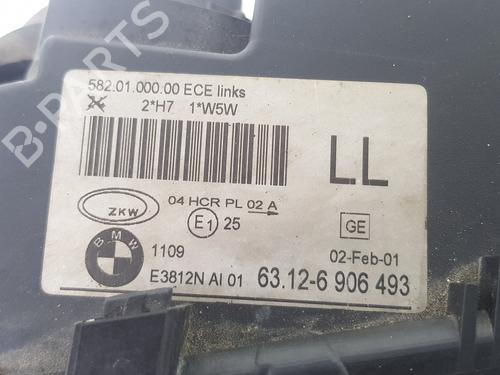 582.01.000.00 ECE links
2*H7 1*W5W
LL
ZKW
04 HCR PL 02 A
E1 25
GE
BMW
1109
02-Feb-01
E3812N AI 01
63.12-6 906 493
B-PARTS